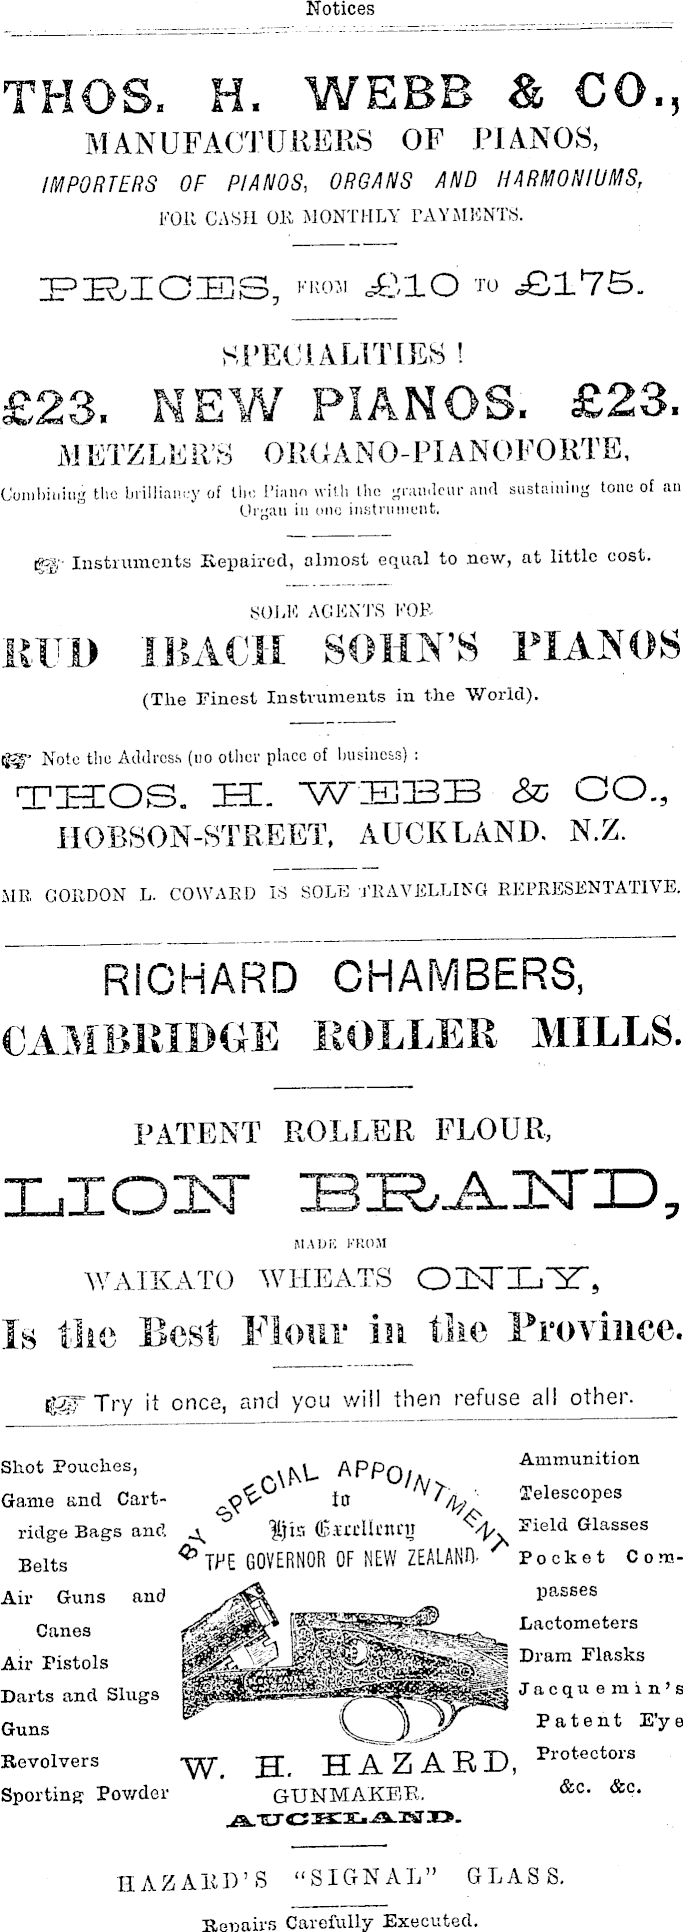 Notices
THOS. H. WEBB & CO.,
MANUFACTURERS OF PIANOS,
IMPORTERS OF PIANOS, ORGANS AND HARMONIUMS,
FOR CASH OR MONTHLY PAYMENTS.
PRICES, FROM £10 TO £175.
SPECIALITIES !
£23. NEW PIANOS. £23.
METZLER'S ORGANO-PIANOFORTE,
Combining the brilliancy of the Piano with the grandeur and sustaining tone of an
Organ in one instrument.
☞ Instruments Repaired, almost equal to new, at little cost.
SOLE AGENTS FOR
RUD IBACH SOHN'S PIANOS
(The Finest Instruments in the World).
☞ Note the Address (no other place of business) :
THOS. H. WEBB & CO.,
HOBSON-STREET, AUCKLAND. N.Z.
MR GORDON L. COWARD IS SOLE TRAVELLING REPRESENTATIVE.
RICHARD CHAMBERS,
CAMBRIDGE ROLLER MILLS.
PATENT ROLLER FLOUR,
LION BRAND,
MADE FROM
WAIKATO WHEATS ONLY,
Is the Best Flour in the Province.
☞ Try it once, and you will then refuse all other.
Shot Pouches,
Game and Cart-
ridge Bags and
Belts
Air Guns and
Canes
Air Pistols
Darts and Slugs
Guns
Revolvers
Sporting Powder
BY SPECIAL APPOINTMENT
to
His Excellency
THE GOVERNOR OF NEW ZEALAND.
W. H. HAZARD,
GUNMAKER.
AUCKLAND.
Ammunition
Telescopes
Field Glasses
Pocket Com-
passes
Lactometers
Dram Flasks
Jacquemin's
Patent Eye
Protectors
&c. &c.
HAZARD'S "SIGNAL" GLASS.
Repairs Carefully Executed.